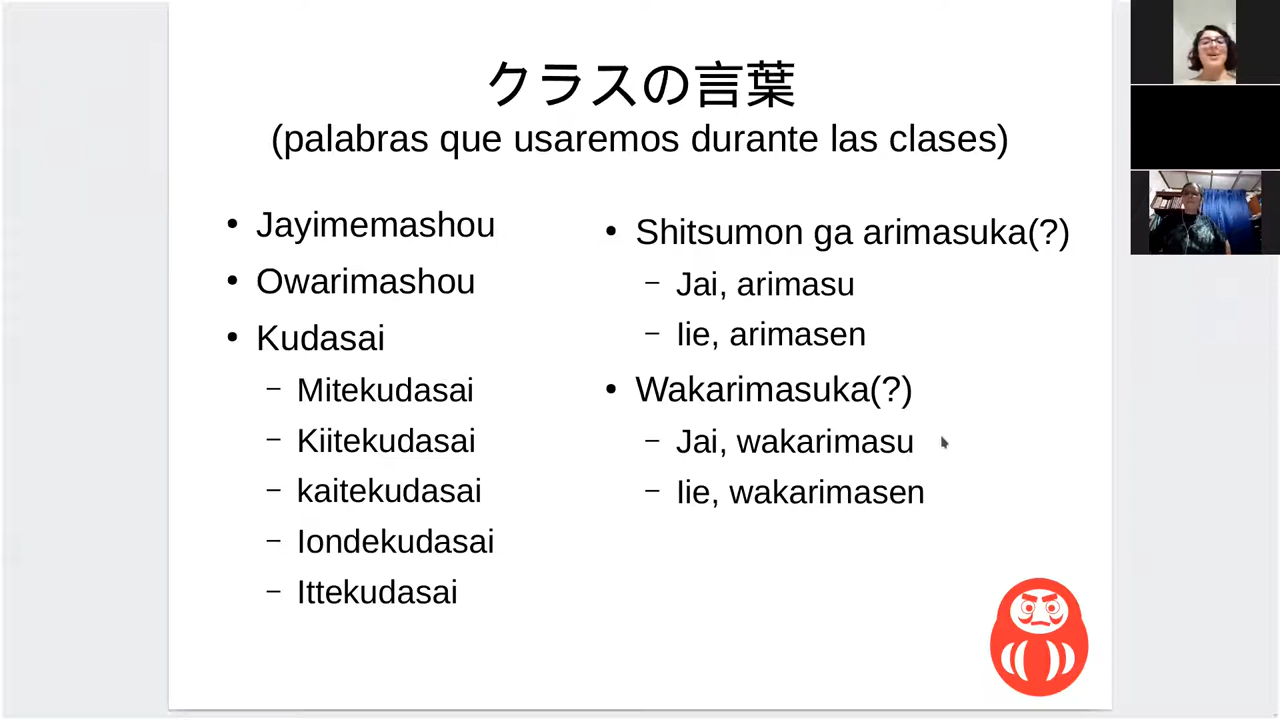 クラスの言葉
(palabras que usaremos durante las clases)
• Jayimemashou
• Owarimashou
• Kudasai
– Mitekudasai
– Kiitekudasai
– kaitekudasai
– Iondekudasai
– Ittekudasai
• Shitsumon ga arimasuka(?)
– Jai, arimasu
– Iie, arimasen
• Wakarimasuka(?)
– Jai, wakarimasu
– Iie, wakarimasen